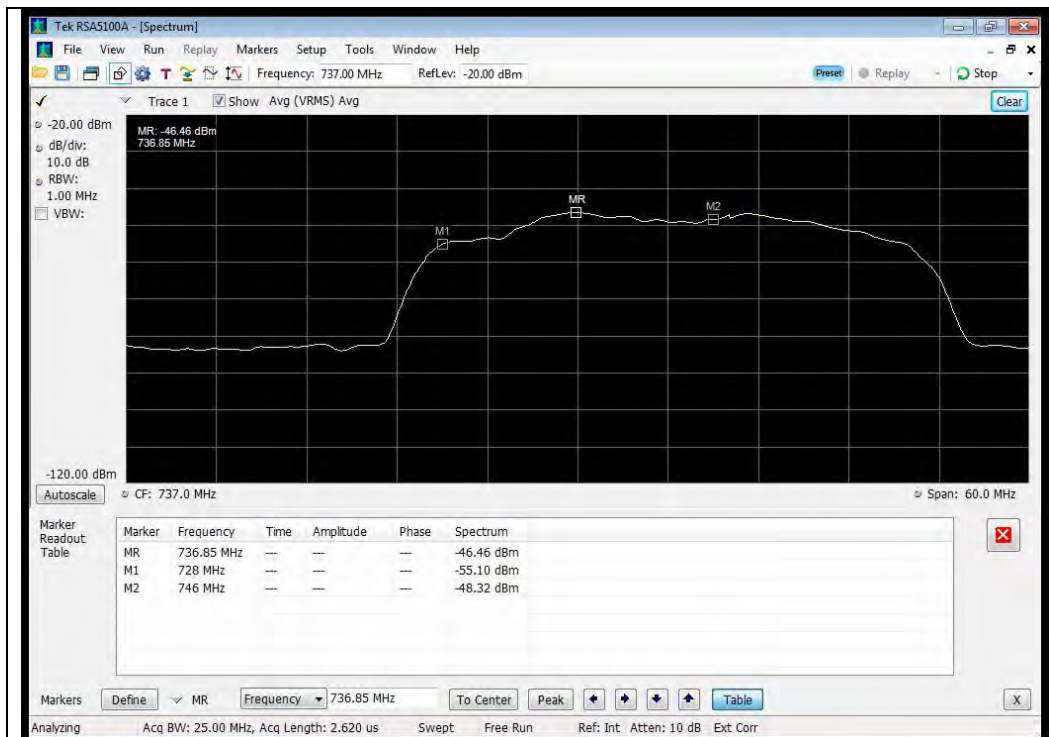 Tek RSA5100A - [Spectrum]
File View Run Replay Markers Setup Tools Window Help
T Frequency: 737.00 MHz RefLev: -20.00 dBm Preset Replay Stop
Trace 1 Show Avg (VRMS) Avg Clear
-20.00 dBm
dB/div:
10.0 dB
RBW:
1.00 MHz
VBW:
MR: -46.46 dBm
736.85 MHz
MR
M2
M1
-120.00 dBm
Autoscale CF: 737.0 MHz Span: 60.0 MHz
Marker
Readout
Table
Marker Frequency Time Amplitude Phase Spectrum
MR 736.85 MHz --- --- --- -46.46 dBm
M1 728 MHz --- --- --- -55.10 dBm
M2 746 MHz --- --- --- -48.32 dBm
Markers Define MR Frequency 736.85 MHz To Center Peak Table X
Analyzing Acq BW: 25.00 MHz, Acq Length: 2.620 us Swept Free Run Ref: Int Atten: 10 dB Ext Corr